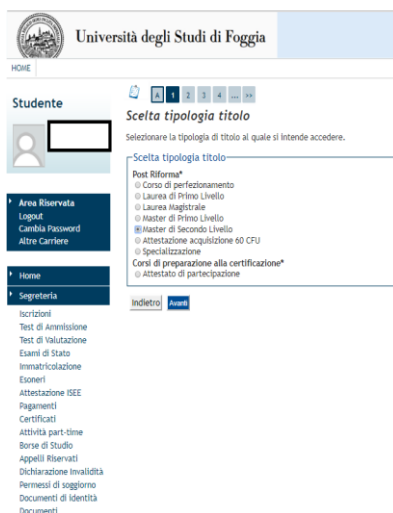 Università degli Studi di Foggia
HOME
Studente
Area Riservata
Logout
Cambia Password
Altre Carriere
Home
Segreteria
Iscrizioni
Test di Ammissione
Test di Valutazione
Esami di Stato
Immatricolazione
Esoneri
Attestazione ISEE
Pagamenti
Certificati
Attività part-time
Borse di Studio
Appelli Riservati
Dichiarazione Invalidità
Permessi di soggiorno
Documenti di identità
Documenti
A 1 2 3 4 ... >>
Scelta tipologia titolo
Selezionare la tipologia di titolo al quale si intende accedere.
Scelta tipologia titolo
Post Riforma*
Corso di perfezionamento
Laurea di Primo Livello
Laurea Magistrale
Master di Primo Livello
Master di Secondo Livello
Attestazione acquisizione 60 CFU
Specializzazione
Corsi di preparazione alla certificazione*
Attestato di partecipazione
Indietro Avanti